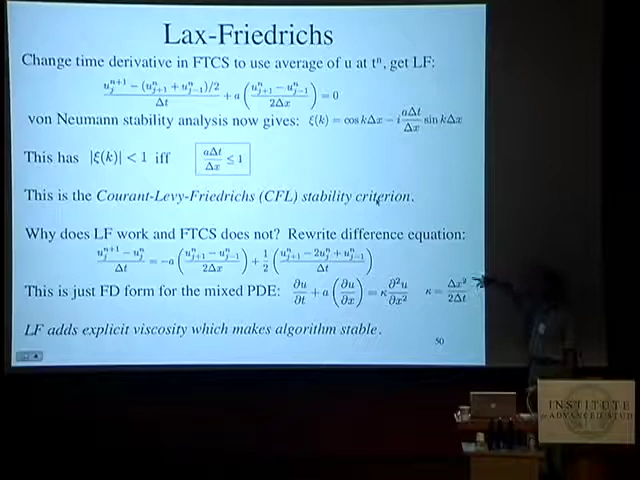 Lax-Friedrichs
Change time derivative in FTCS to use average of u at tⁿ, get LF:
(u_j^{n+1} − (u_{j+1}^n + u_{j−1}^n)/2)/Δt + a ((u_{j+1}^n − u_{j−1}^n)/2Δx) = 0
von Neumann stability analysis now gives: ξ(k) = cos kΔx − i (aΔt/Δx) sin kΔx
This has |ξ(k)| < 1 iff aΔt/Δx ≤ 1
This is the Courant-Levy-Friedrichs (CFL) stability criterion.
Why does LF work and FTCS does not? Rewrite difference equation:
(u_j^{n+1} − u_j^n)/Δt = −a ((u_{j+1}^n − u_{j−1}^n)/2Δx) + 1/2 ((u_{j+1}^n − 2u_j^n + u_{j−1}^n)/Δt)
This is just FD form for the mixed PDE: ∂u/∂t + a (∂u/∂x) = κ ∂²u/∂x² κ = Δx²/2Δt
LF adds explicit viscosity which makes algorithm stable.
50
INSTITUTE
ADVANCED STUD